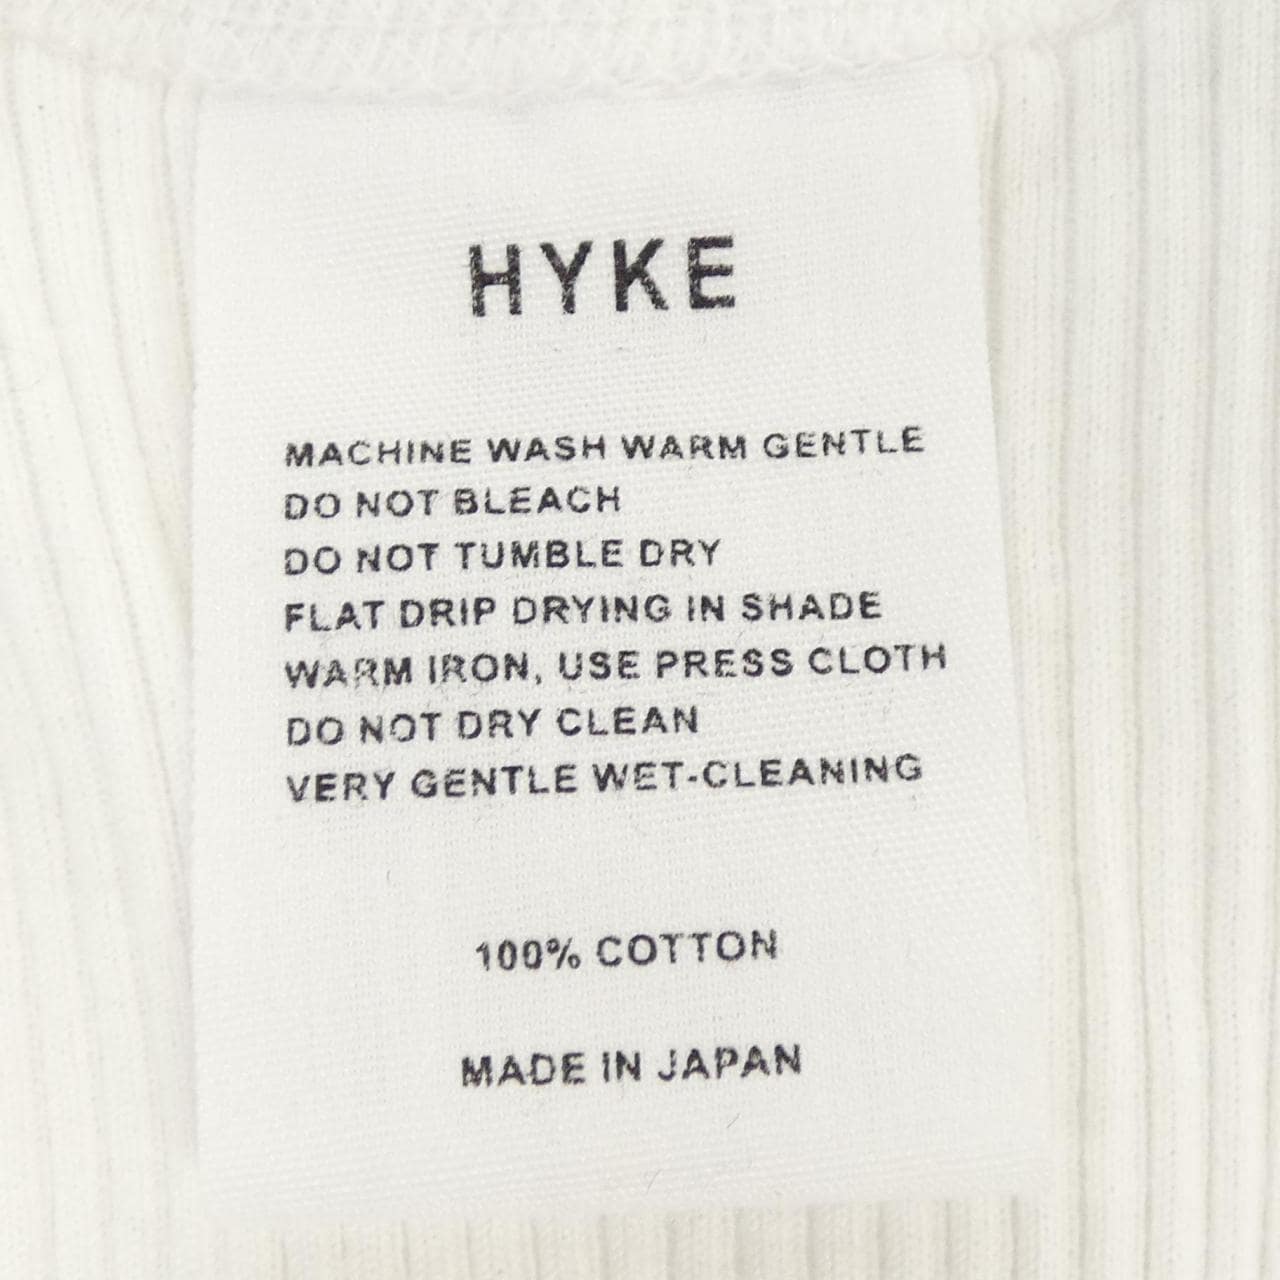 HYKE
MACHINE WASH WARM GENTLE
DO NOT BLEACH
DO NOT TUMBLE DRY
FLAT DRIP DRYING IN SHADE
WARM IRON, USE PRESS CLOTH
DO NOT DRY CLEAN
VERY GENTLE WET-CLEANING
100% COTTON
MADE IN JAPAN